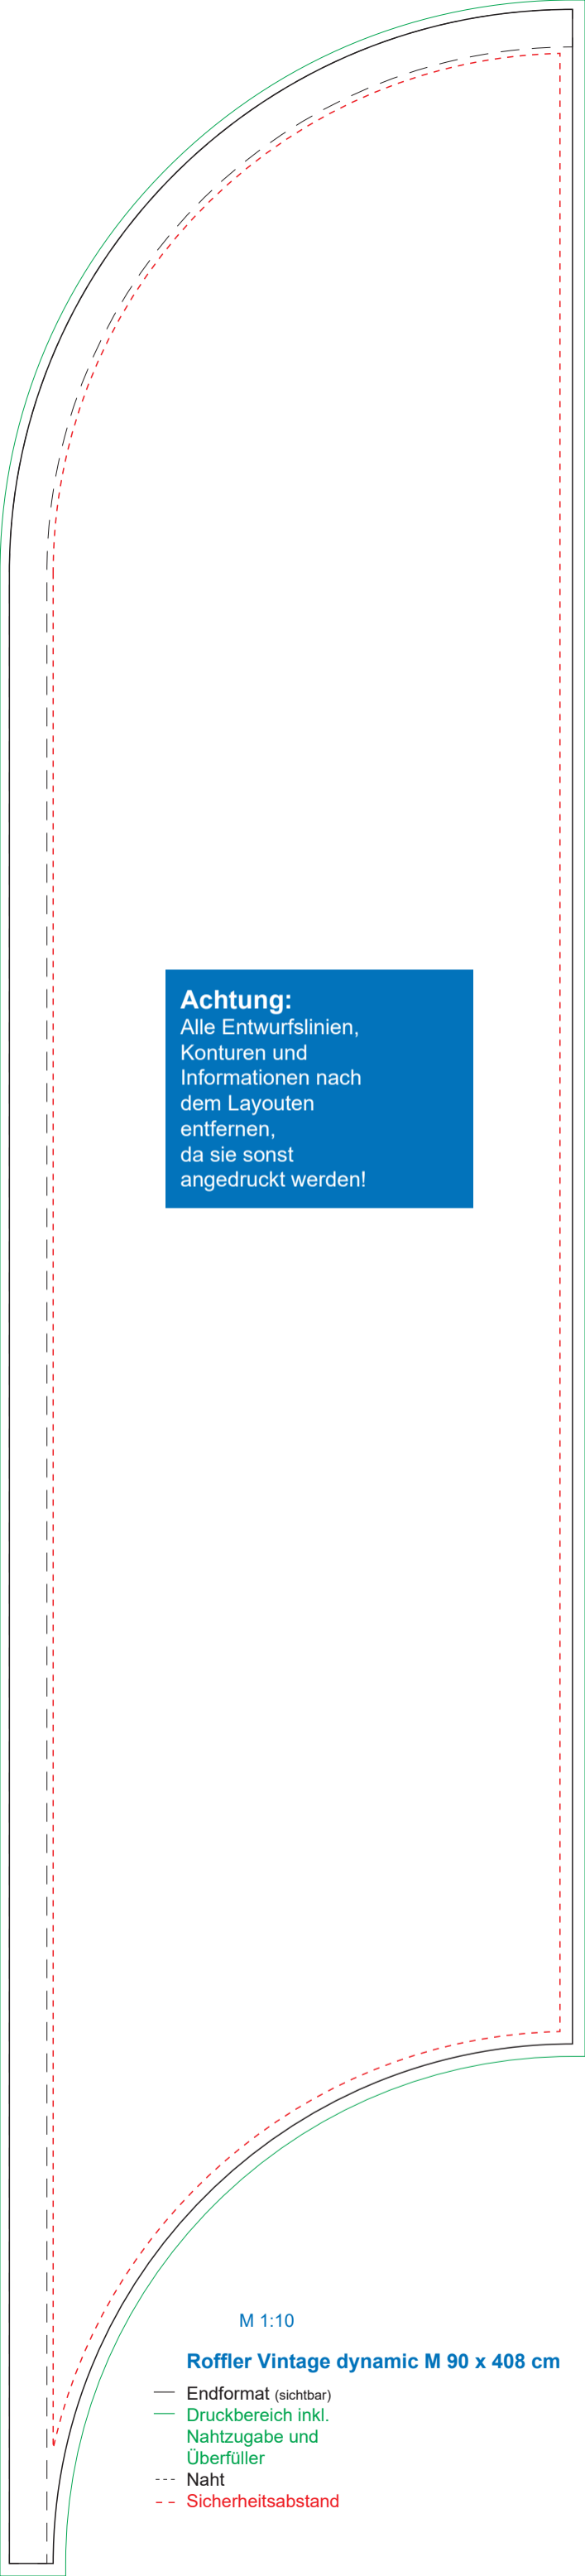 Achtung:
Alle Entwurfslinien,
Konturen und
Informationen nach
dem Layouten
entfernen,
da sie sonst
angedruckt werden!
M 1:10
Roffler Vintage dynamic M 90 x 408 cm
Endformat (sichtbar)
Druckbereich inkl.
Nahtzugabe und
Überfüller
Naht
Sicherheitsabstand